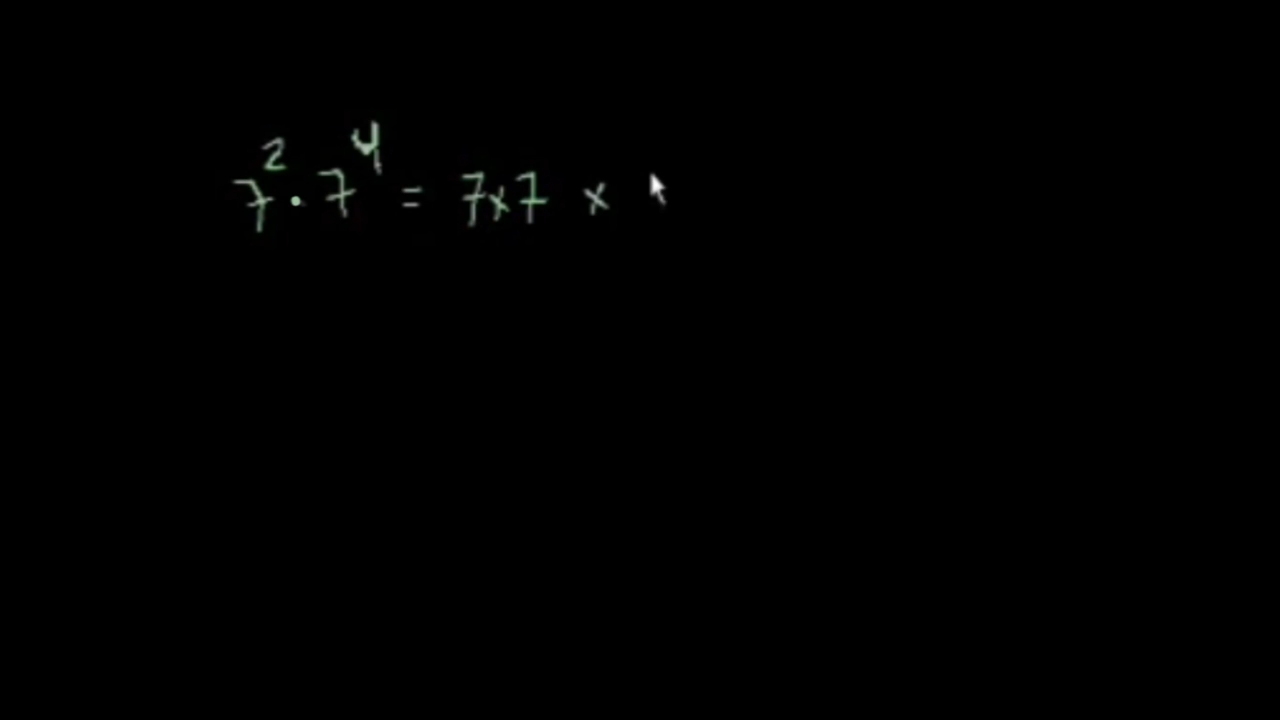 7² · 7⁴ = 7x7 x